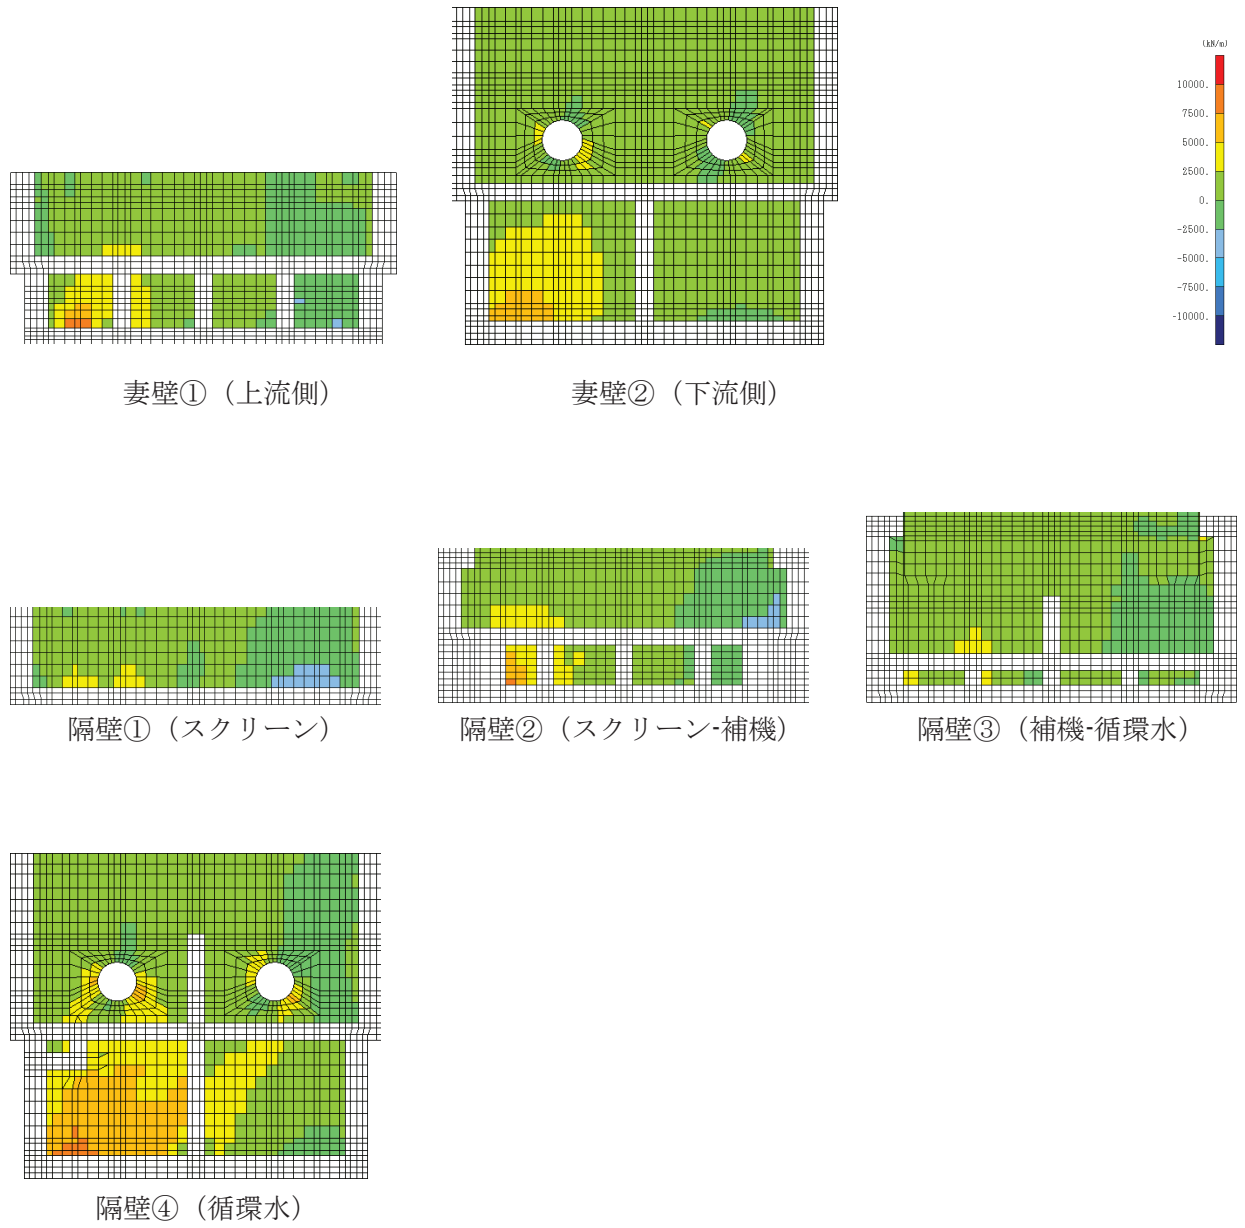 (kN/m)
10000.
7500.
5000.
2500.
0.
-2500.
-5000.
-7500.
-10000.
妻壁①（上流側）
妻壁②（下流側）
隔壁①（スクリーン）
隔壁②（スクリーン-補機）
隔壁③（補機-循環水）
隔壁④（循環水）